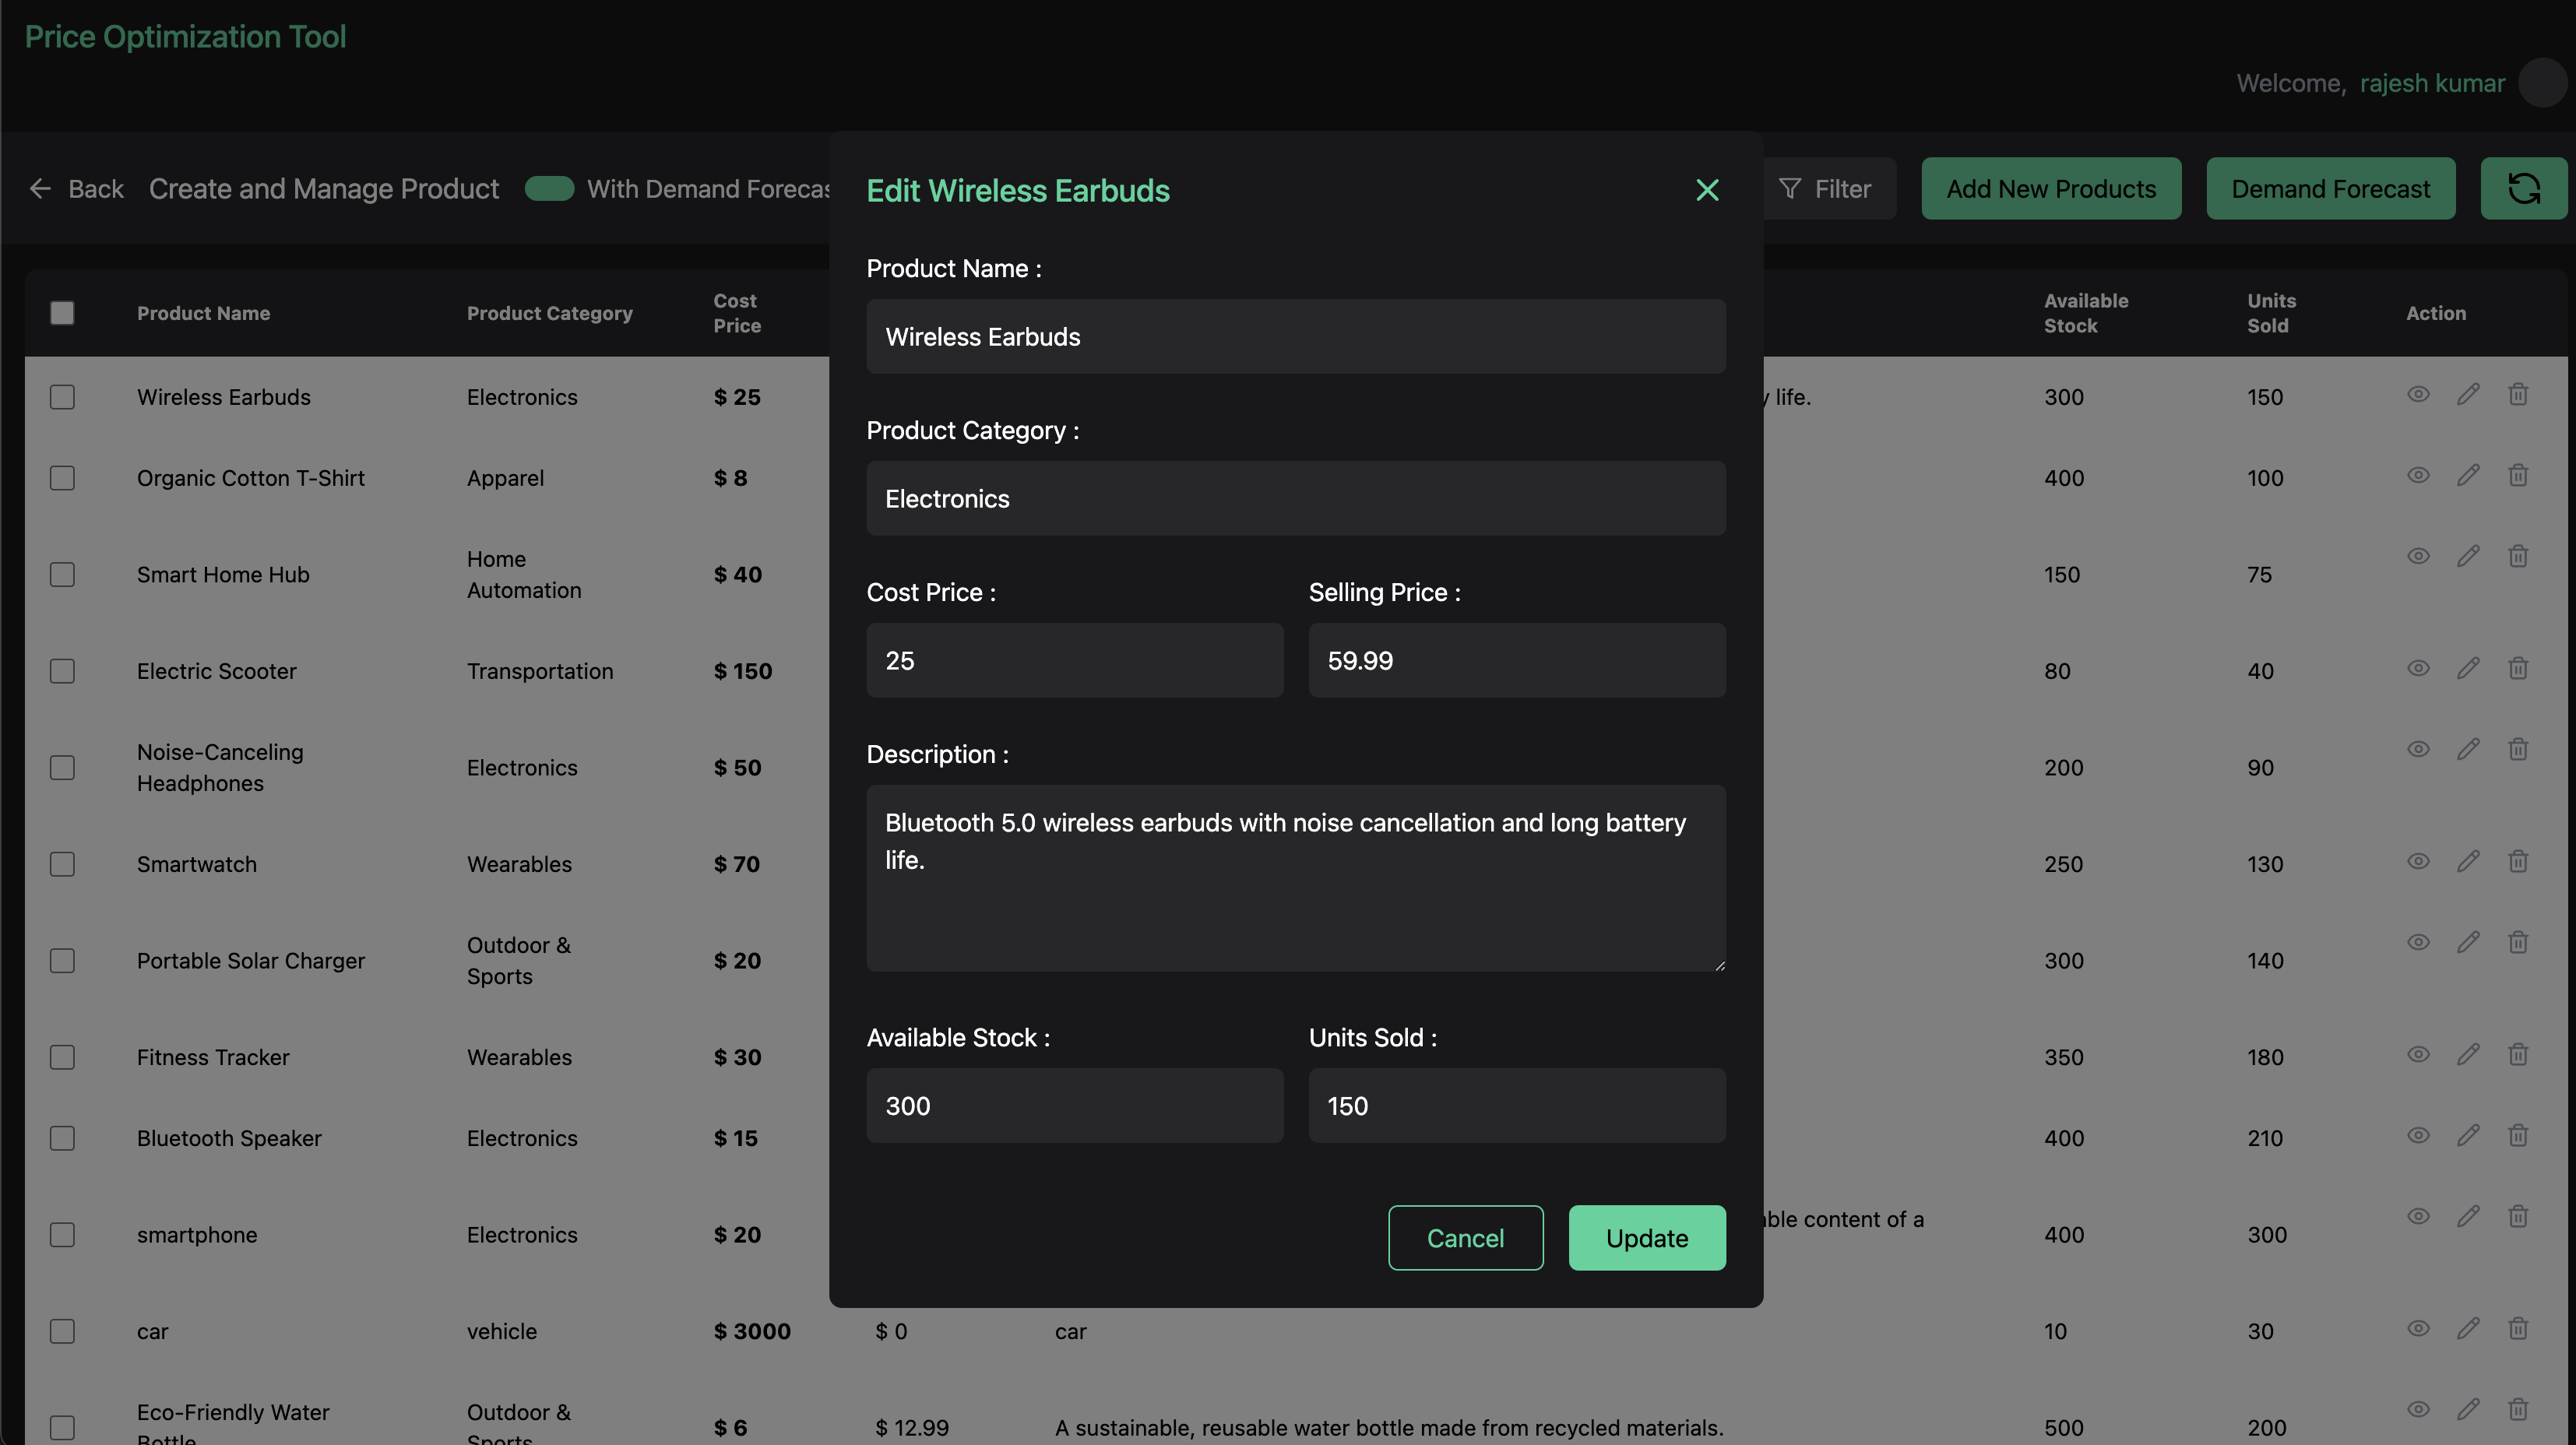 Price Optimization Tool
Welcome, rajesh kumar
Back Create and Manage Product With Demand
Filter Add New Products Demand Forecast
Edit Wireless Earbuds
Product Name :
Wireless Earbuds
Product Category :
Electronics
Cost Price : Selling Price :
25 59.99
Description :
Bluetooth 5.0 wireless earbuds with noise cancellation and long battery
life.
Available Stock : Units Sold :
300 150
Cancel Update
Product Name Product Category Cost Price Available Stock Units Sold Action
Wireless Earbuds Electronics $ 25 life. 300 150
Organic Cotton T-Shirt Apparel $ 8 400 100
Smart Home Hub Home Automation $ 40 150 75
Electric Scooter Transportation $ 150 80 40
Noise-Canceling Headphones Electronics $ 50 200 90
Smartwatch Wearables $ 70 250 130
Portable Solar Charger Outdoor & Sports $ 20 300 140
Fitness Tracker Wearables $ 30 350 180
Bluetooth Speaker Electronics $ 15 400 210
smartphone Electronics $ 20 content of a 400 300
car vehicle $ 3000 $ 0 car 10 30
Eco-Friendly Water Bottle Outdoor & Sports $ 6 $ 12.99 A sustainable, reusable water bottle made from recycled materials. 500 200